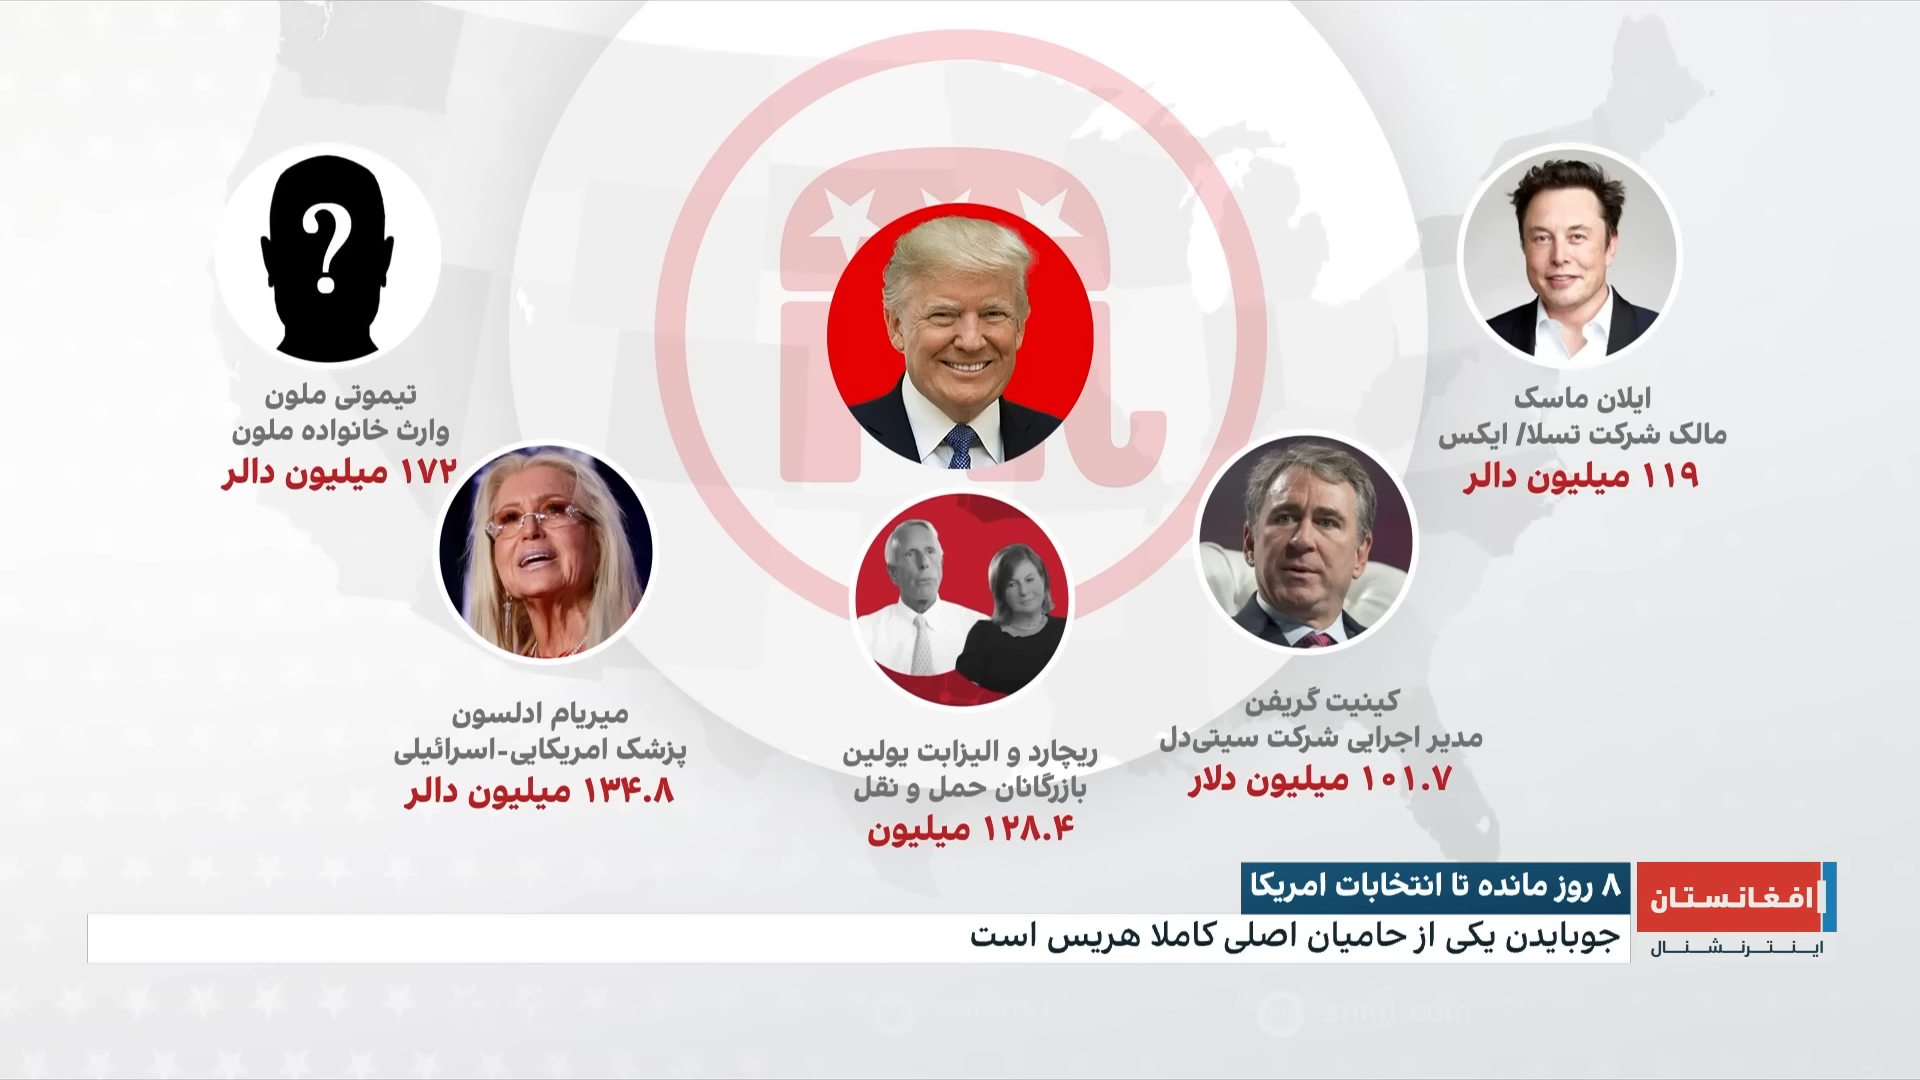 ?
تیموتی ملون
وارث خانواده ملون
۱۷۲ میلیون دالر
ایلان ماسک
مالک شرکت تسلا/ ایکس
۱۱۹ میلیون دالر
میریام ادلسون
پزشک امریکایی-اسرائیلی
۱۳۴.۸ میلیون دالر
ریچارد و الیزابت یولین
بازرگانان حمل و نقل
۱۲۸.۴ میلیون
کینیت گریفن
مدیر اجرایی شرکت سیتی‌دل
۱۰۱.۷ میلیون دلار
۸ روز مانده تا انتخابات امریکا
جوبایدن یکی از حامیان اصلی کاملا هریس است
افغانستان
اینترنشنال